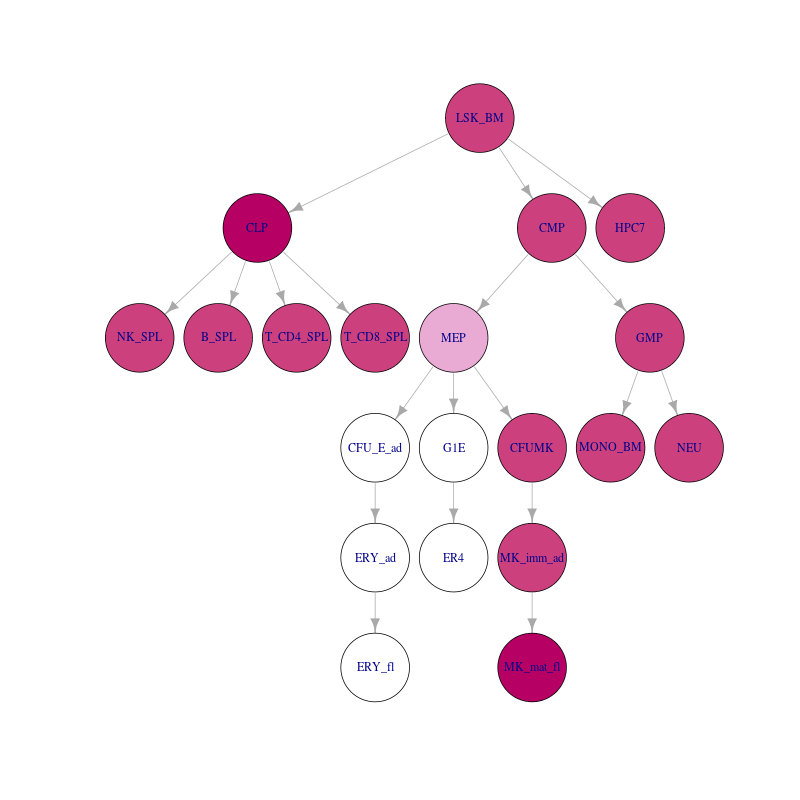 LSK_BM
CLP
CMP
HPC7
NK_SPL
B_SPL
T_CD4_SPL
T_CD8_SPL
MEP
GMP
CFU_E_ad
G1E
CFUMK
MONO_BM
NEU
ERY_ad
ER4
MK_imm_ad
ERY_fl
MK_mat_fl